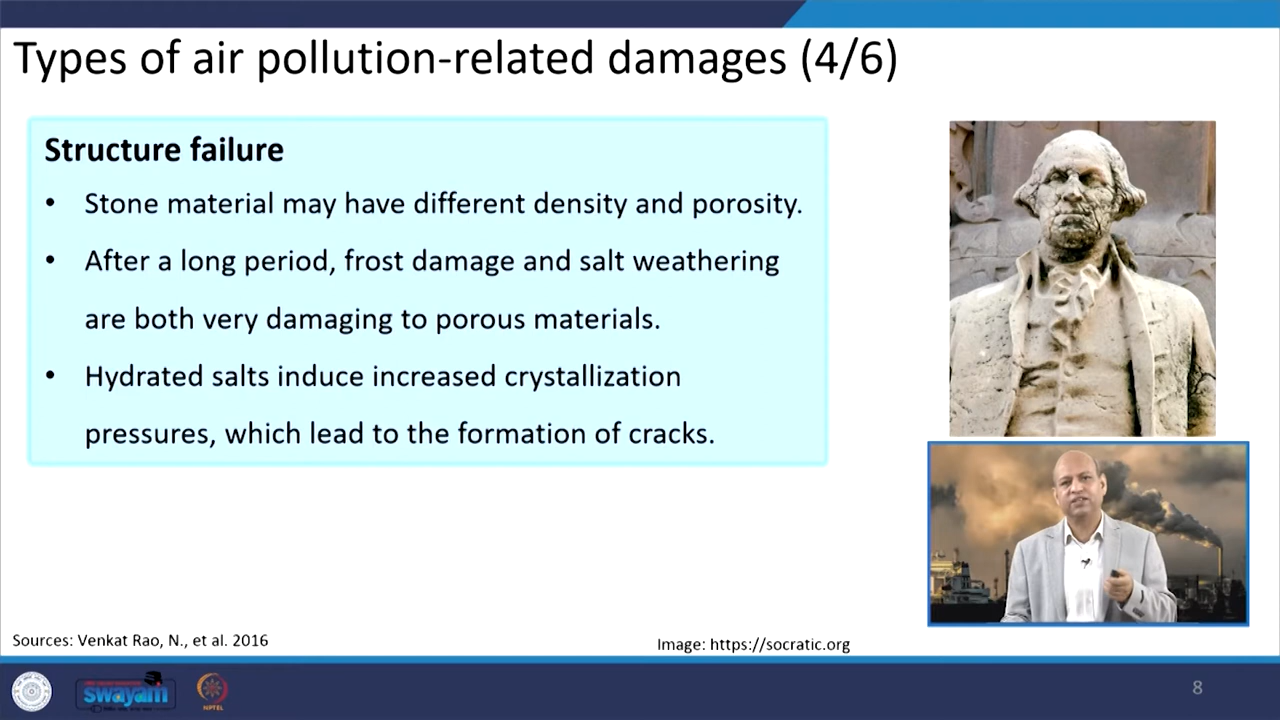 Types of air pollution-related damages (4/6)
Structure failure
• Stone material may have different density and porosity.
• After a long period, frost damage and salt weathering
are both very damaging to porous materials.
• Hydrated salts induce increased crystallization
pressures, which lead to the formation of cracks.
Sources: Venkat Rao, N., et al. 2016
Image: https://socratic.org
swayam
NPTEL
8